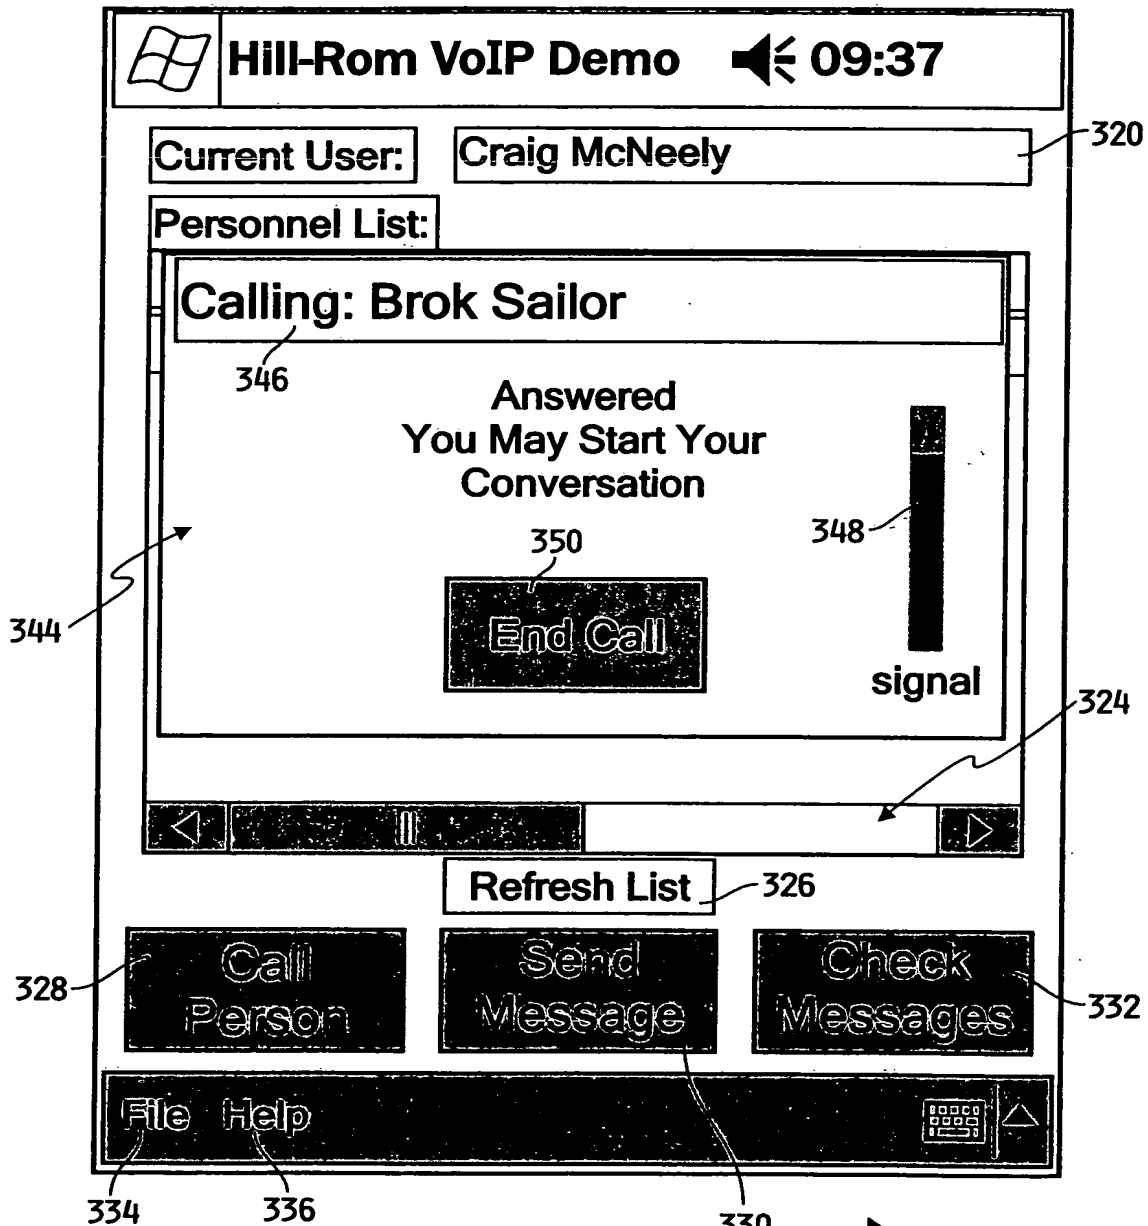 Hill-Rom VoIP Demo 09:37
Current User: Craig McNeely
320
Personnel List:
Calling: Brok Sailor
346
Answered
You May Start Your
Conversation
348
350
344
End Call
signal
324
Refresh List
326
328
Call
Person
Send
Message
Check
Messages
332
File Help
334
336
330